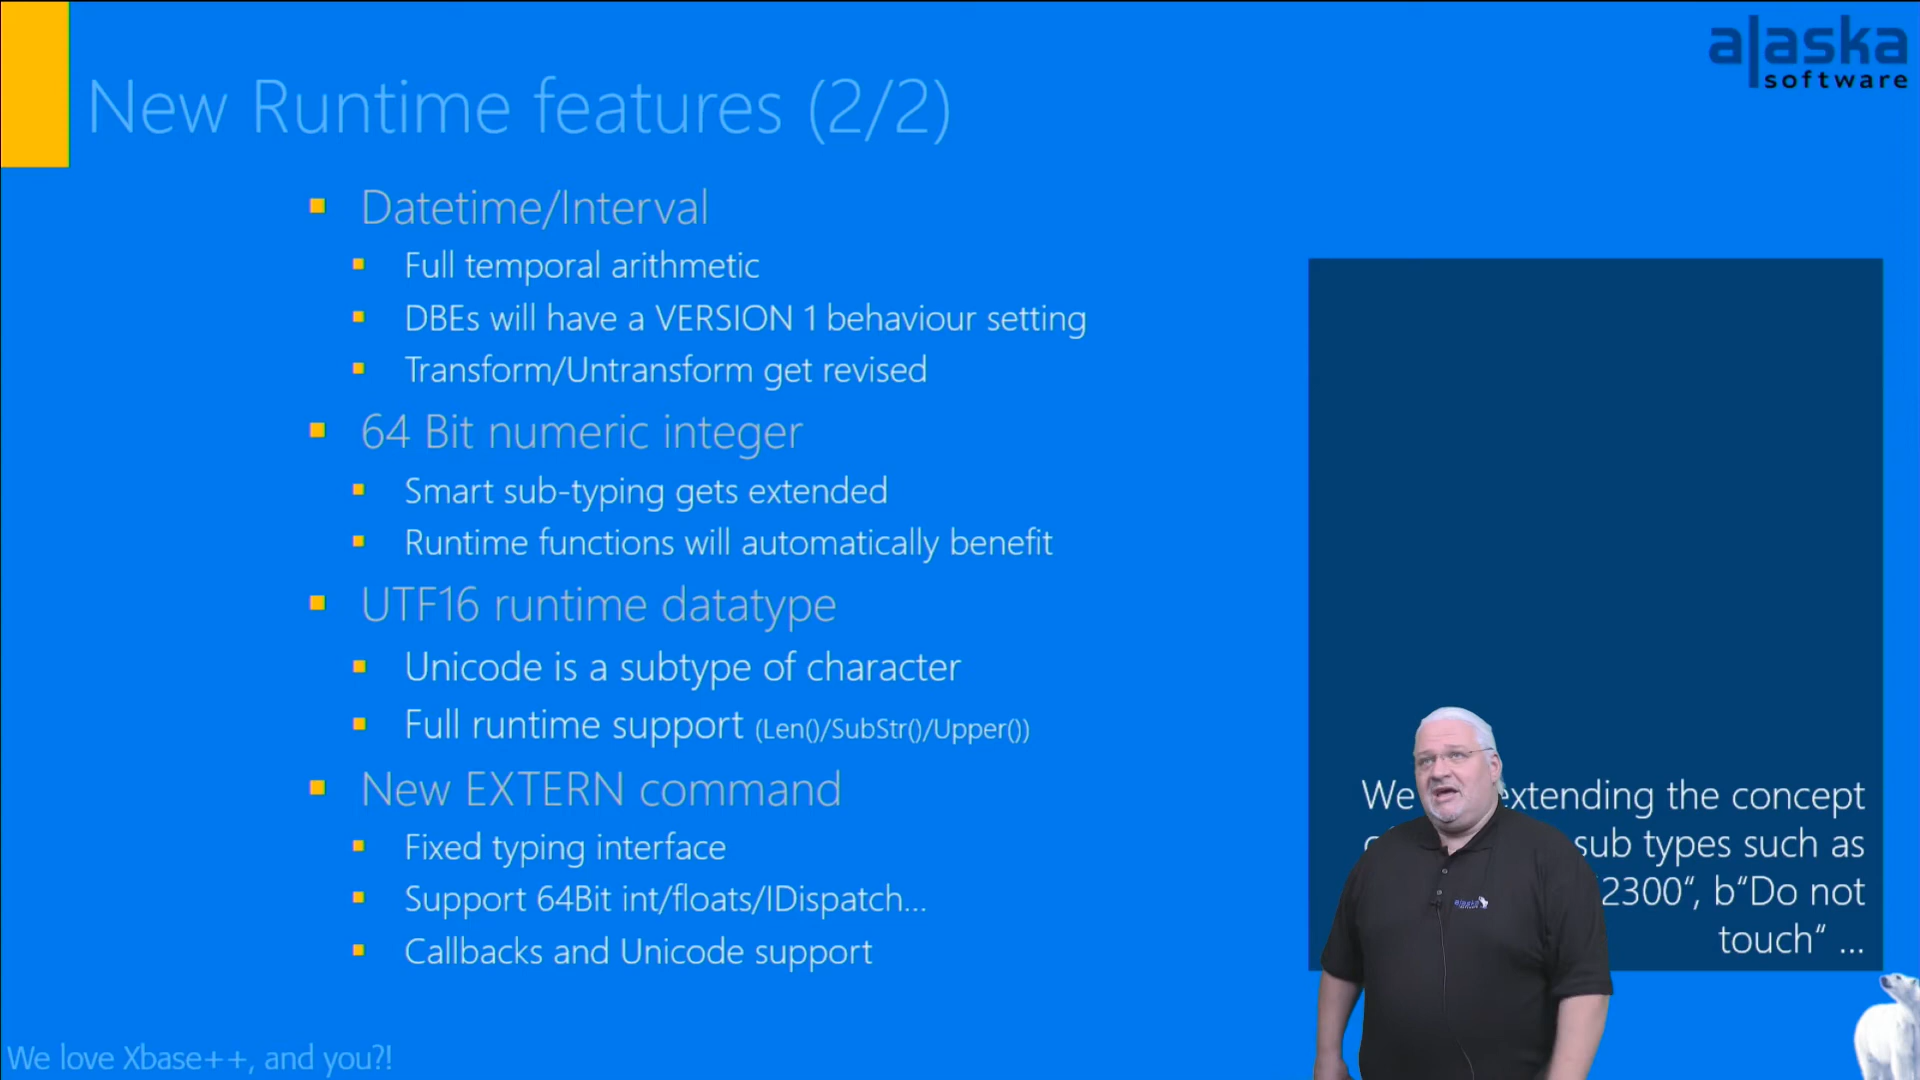 alaska
software
New Runtime features (2/2)
Datetime/Interval
Full temporal arithmetic
DBEs will have a VERSION 1 behaviour setting
Transform/Untransform get revised
64 Bit numeric integer
Smart sub-typing gets extended
Runtime functions will automatically benefit
UTF16 runtime datatype
Unicode is a subtype of character
Full runtime support (Len()/SubStr()/Upper())
New EXTERN command
Fixed typing interface
Support 64Bit int/floats/IDispatch...
Callbacks and Unicode support
We extending the concept
sub types such as
2300“, b“Do not
touch“ ...
alaska
We love Xbase++, and you?!